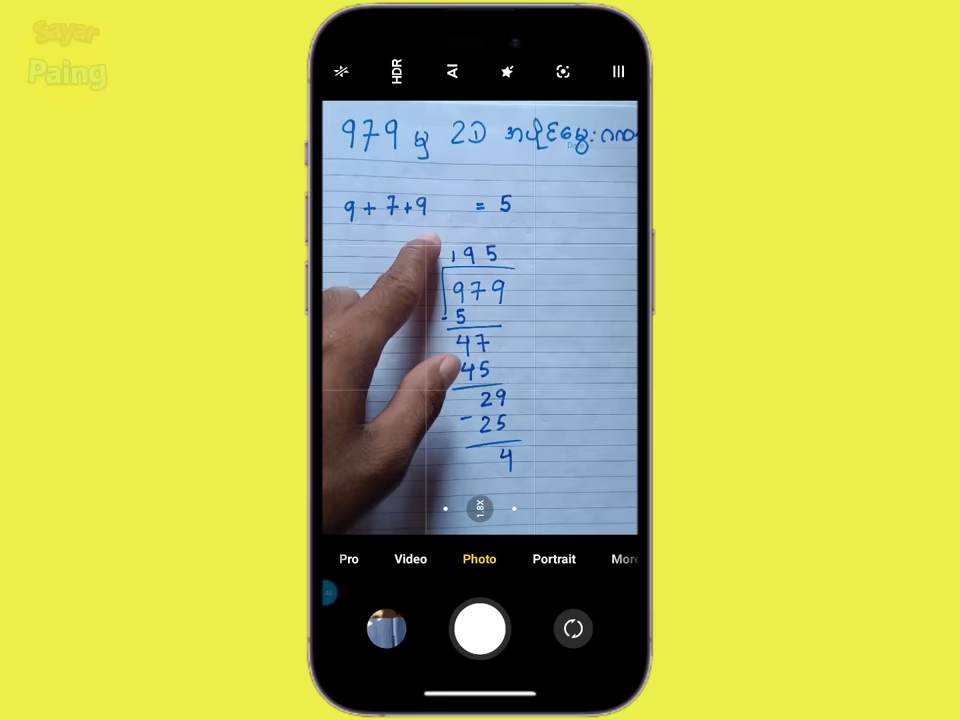 Sayar
Paing
HDR
AI
979 မှ 2D
9+7+9 = 5
195
979
- 5
47
45
29
- 25
4
1.8X
Pro Video Photo Portrait